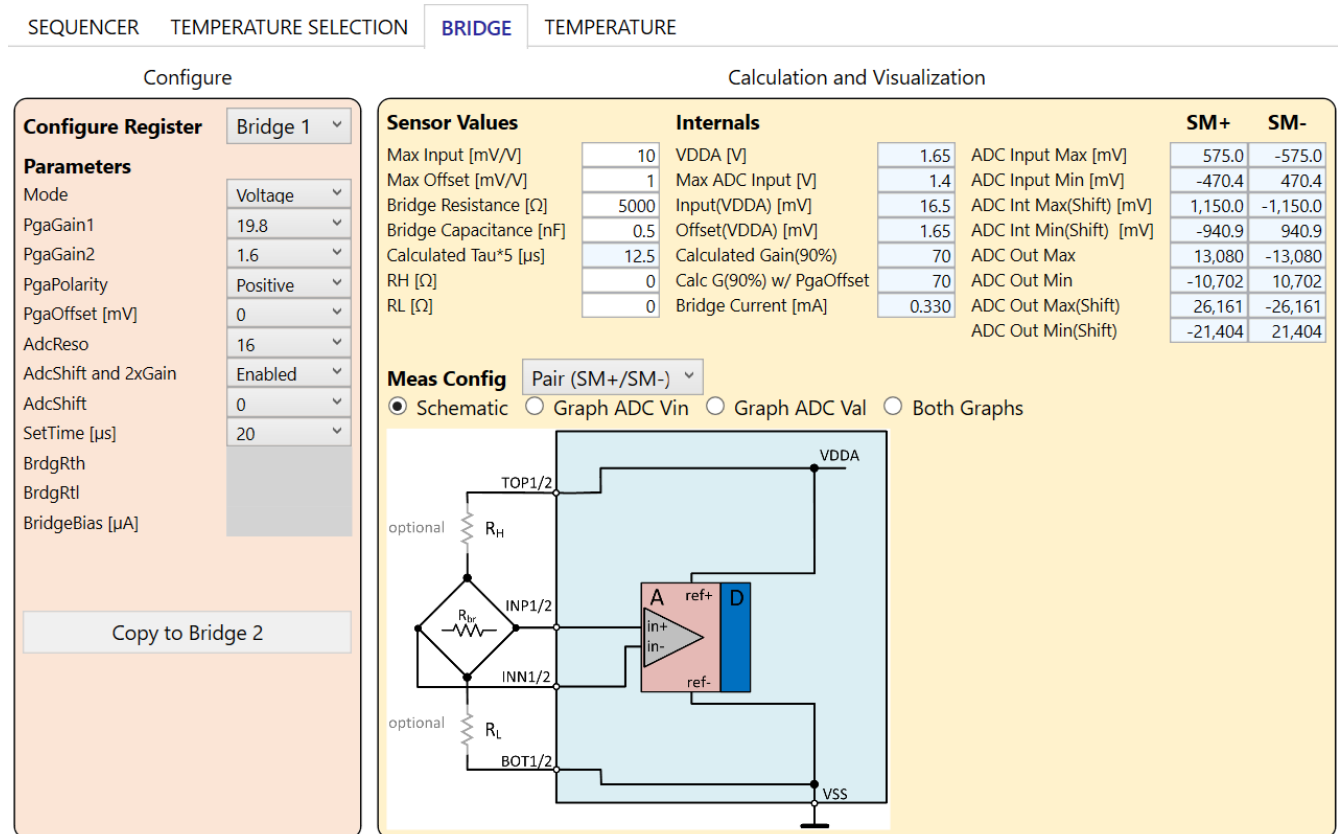 SEQUENCER TEMPERATURE SELECTION BRIDGE TEMPERATURE
Configure
Configure Register Bridge 1
Parameters
Mode Voltage
PgaGain1 19.8
PgaGain2 1.6
PgaPolarity Positive
PgaOffset [mV] 0
AdcReso 16
AdcShift and 2xGain Enabled
AdcShift 0
SetTime [µs] 20
BrdgRth
BrdgRtl
BridgeBias [µA]
Copy to Bridge 2
Calculation and Visualization
Sensor Values Internals SM+ SM-
Max Input [mV/V] 10 VDDA [V] 1.65 ADC Input Max [mV] 575.0 -575.0
Max Offset [mV/V] 1 Max ADC Input [V] 1.4 ADC Input Min [mV] -470.4 470.4
Bridge Resistance [Ω] 5000 Input(VDDA) [mV] 16.5 ADC Int Max(Shift) [mV] 1,150.0 -1,150.0
Bridge Capacitance [nF] 0.5 Offset(VDDA) [mV] 1.65 ADC Int Min(Shift) [mV] -940.9 940.9
Calculated Tau*5 [µs] 12.5 Calculated Gain(90%) 70 ADC Out Max 13,080 -13,080
RH [Ω] 0 Calc G(90%) w/ PgaOffset 70 ADC Out Min -10,702 10,702
RL [Ω] 0 Bridge Current [mA] 0.330 ADC Out Max(Shift) 26,161 -26,161
ADC Out Min(Shift) -21,404 21,404
Meas Config Pair (SM+/SM-)
Schematic Graph ADC Vin Graph ADC Val Both Graphs
VDDA
TOP1/2
optional RH
A ref+ D
INP1/2
Rbr
in+
in-
INN1/2
ref-
optional RL
BOT1/2
VSS